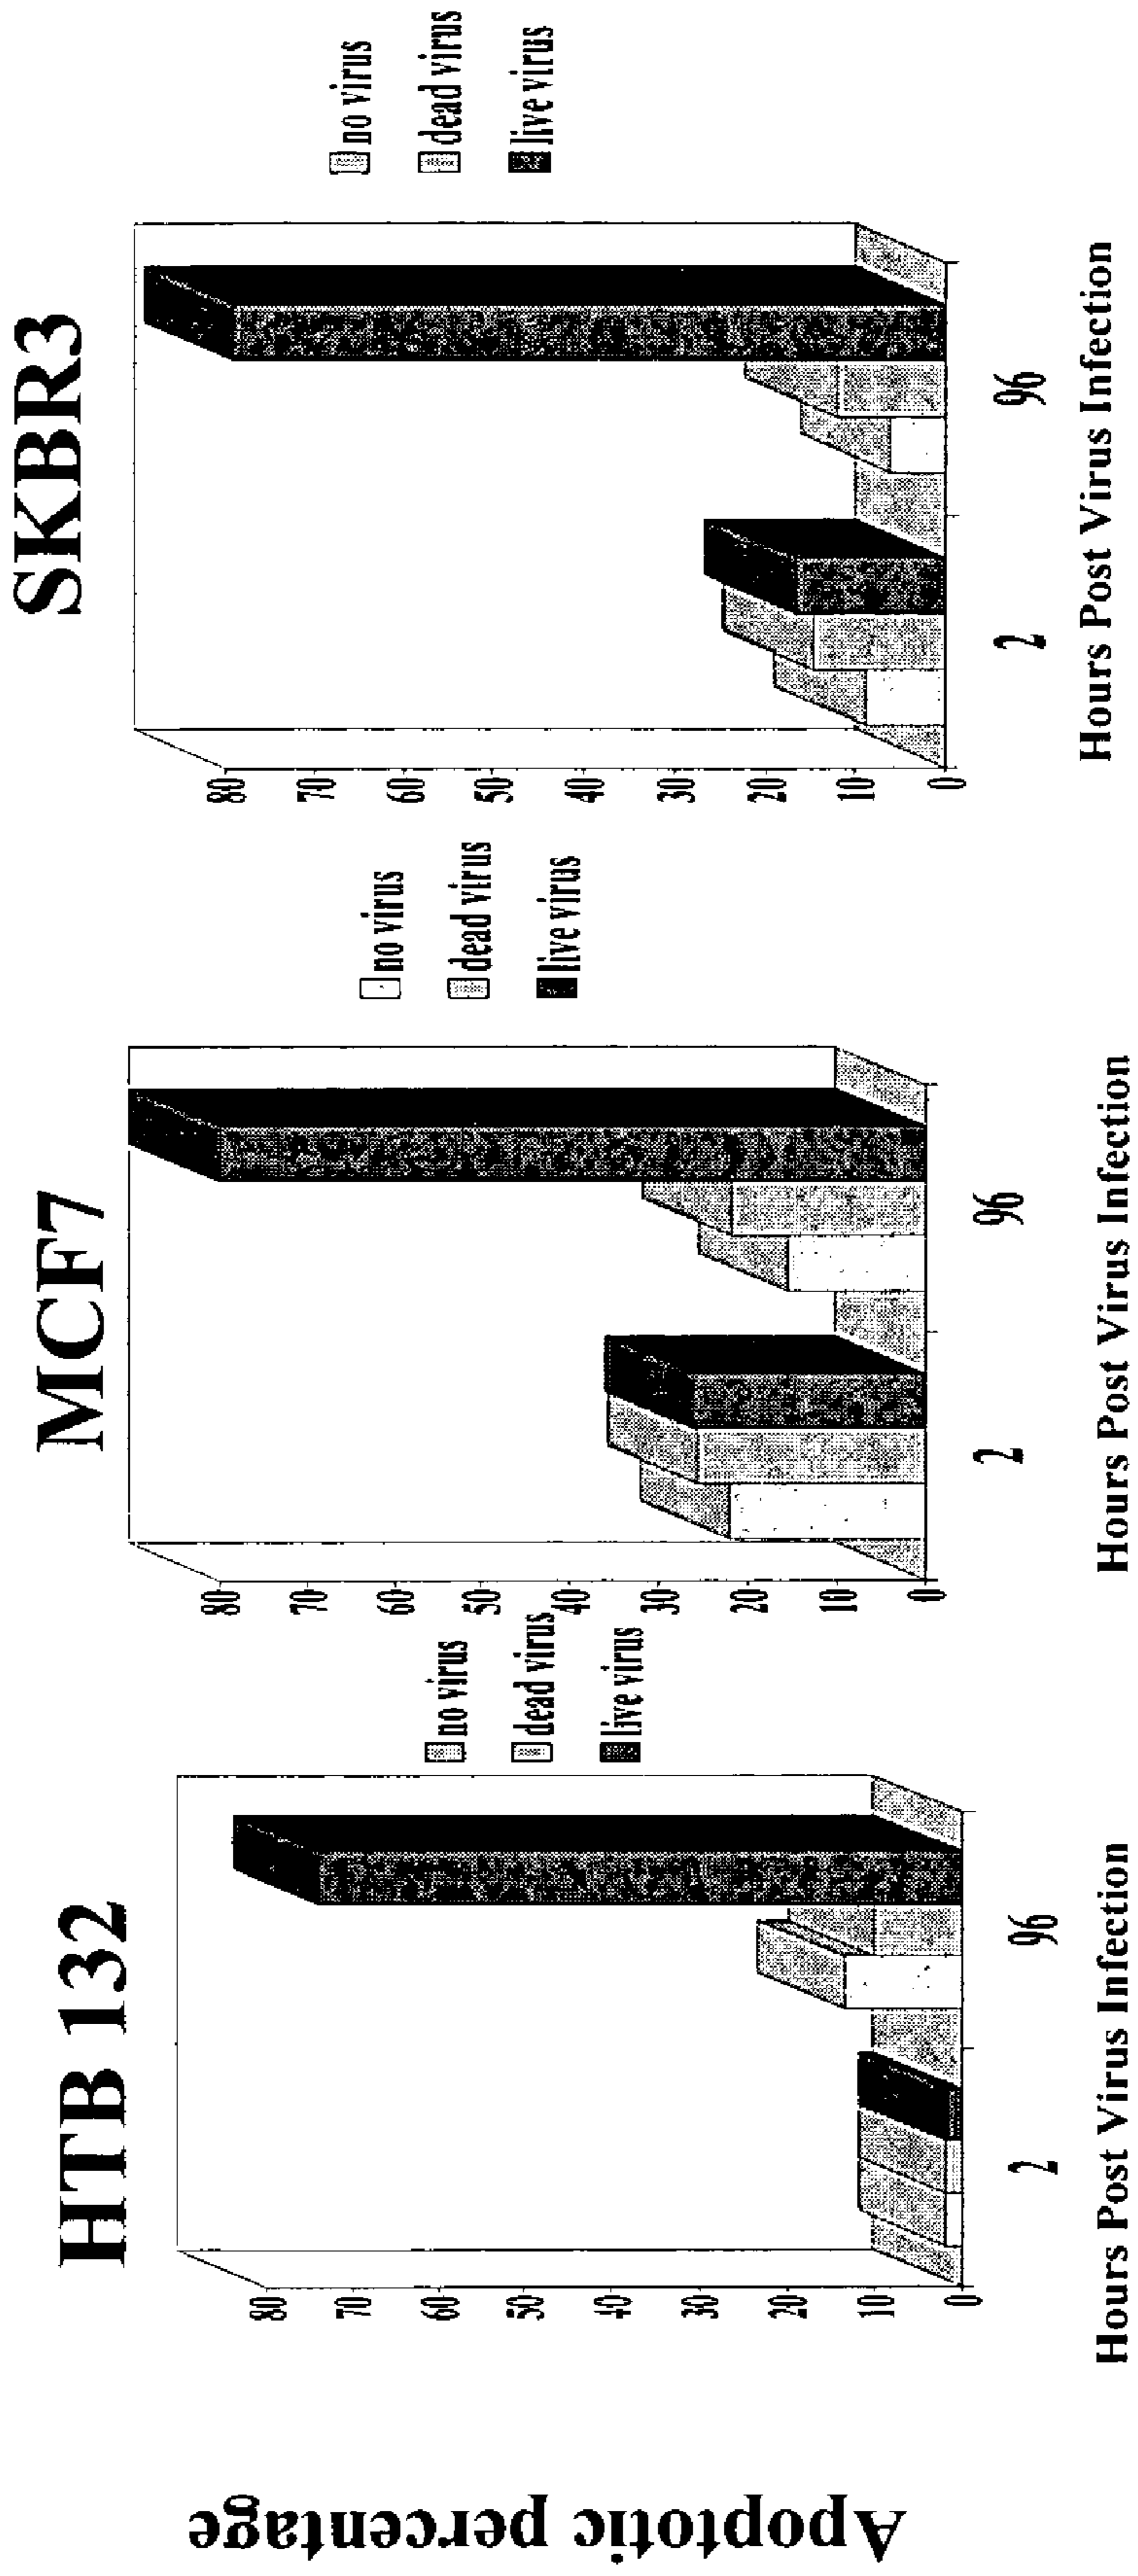 Apoptotic percentage
HTB 132
80
70
60
50
40
30
20
10
0
2
96
Hours Post Virus Infection
no virus
dead virus
live virus
MCF7
80
70
60
50
40
30
20
10
0
2
96
Hours Post Virus Infection
no virus
dead virus
live virus
SKBR3
80
70
60
50
40
30
20
10
0
2
96
Hours Post Virus Infection
no virus
dead virus
live virus